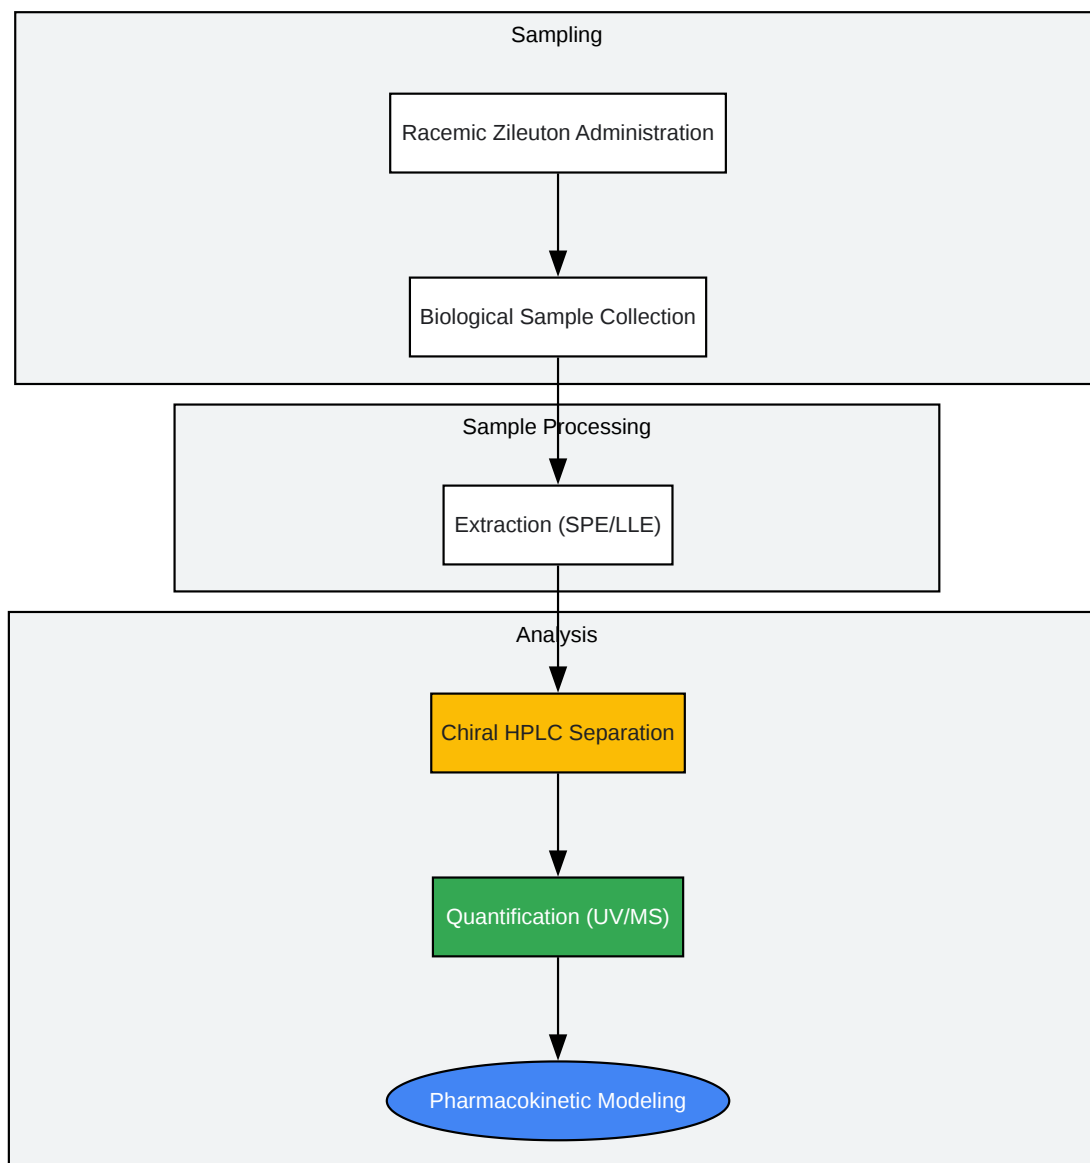 Sampling
Racemic Zileuton Administration
Biological Sample Collection
Sample Processing
Extraction (SPE/LLE)
Analysis
Chiral HPLC Separation
Quantification (UV/MS)
Pharmacokinetic Modeling